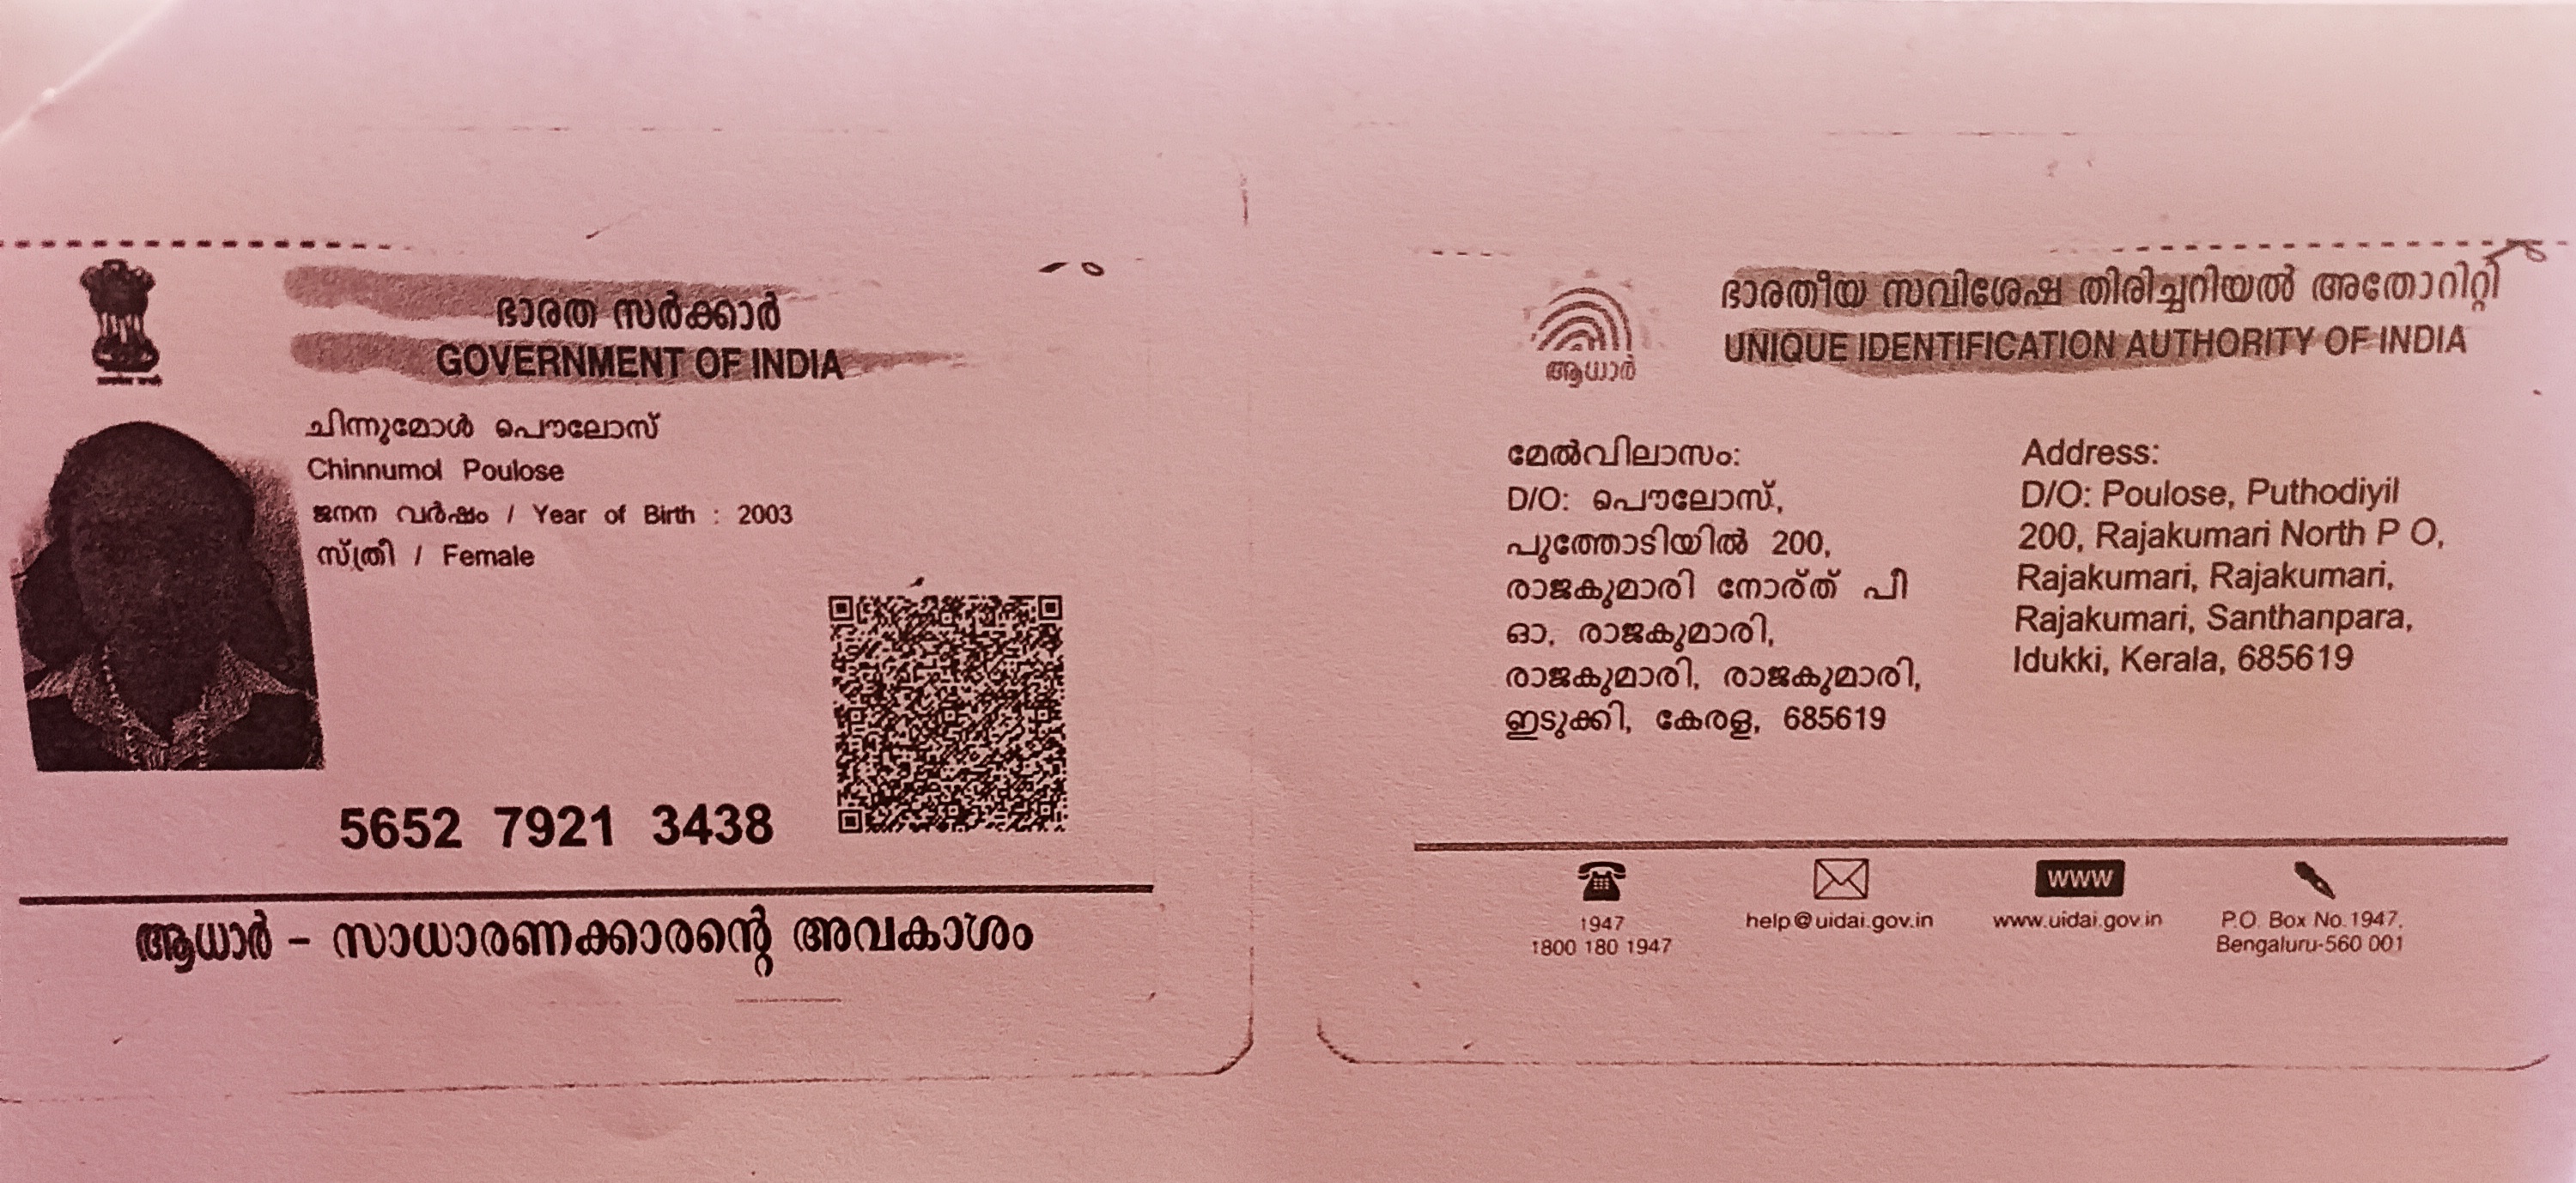 ഭാരത സർക്കാർ
GOVERNMENT OF INDIA
ചിന്നുമോൾ പൌലോസ്
Chinnumol Poulose
ജനന വർഷം / Year of Birth : 2003
സ്ത്രീ / Female
5652 7921 3438
ആധാർ – സാധാരണക്കാരന്റെ അവകാശം
ആധാർ
ഭാരതീയ സവിശേഷ തിരിച്ചറിയൽ അതോറിറ്റി
UNIQUE IDENTIFICATION AUTHORITY OF INDIA
മേൽവിലാസം:
D/O: പൌലോസ്,
പുത്തോടിയിൽ 200,
രാജകുമാരി നോര്ത് പീ
ഓ, രാജകുമാരി,
രാജകുമാരി, രാജകുമാരി,
ഇടുക്കി, കേരള, 685619
Address:
D/O: Poulose, Puthodiyil
200, Rajakumari North P O,
Rajakumari, Rajakumari,
Rajakumari, Santhanpara,
Idukki, Kerala, 685619
1947
1800 180 1947
help@uidai.gov.in
www
www.uidai.gov.in
P.O. Box No.1947,
Bengaluru-560 001